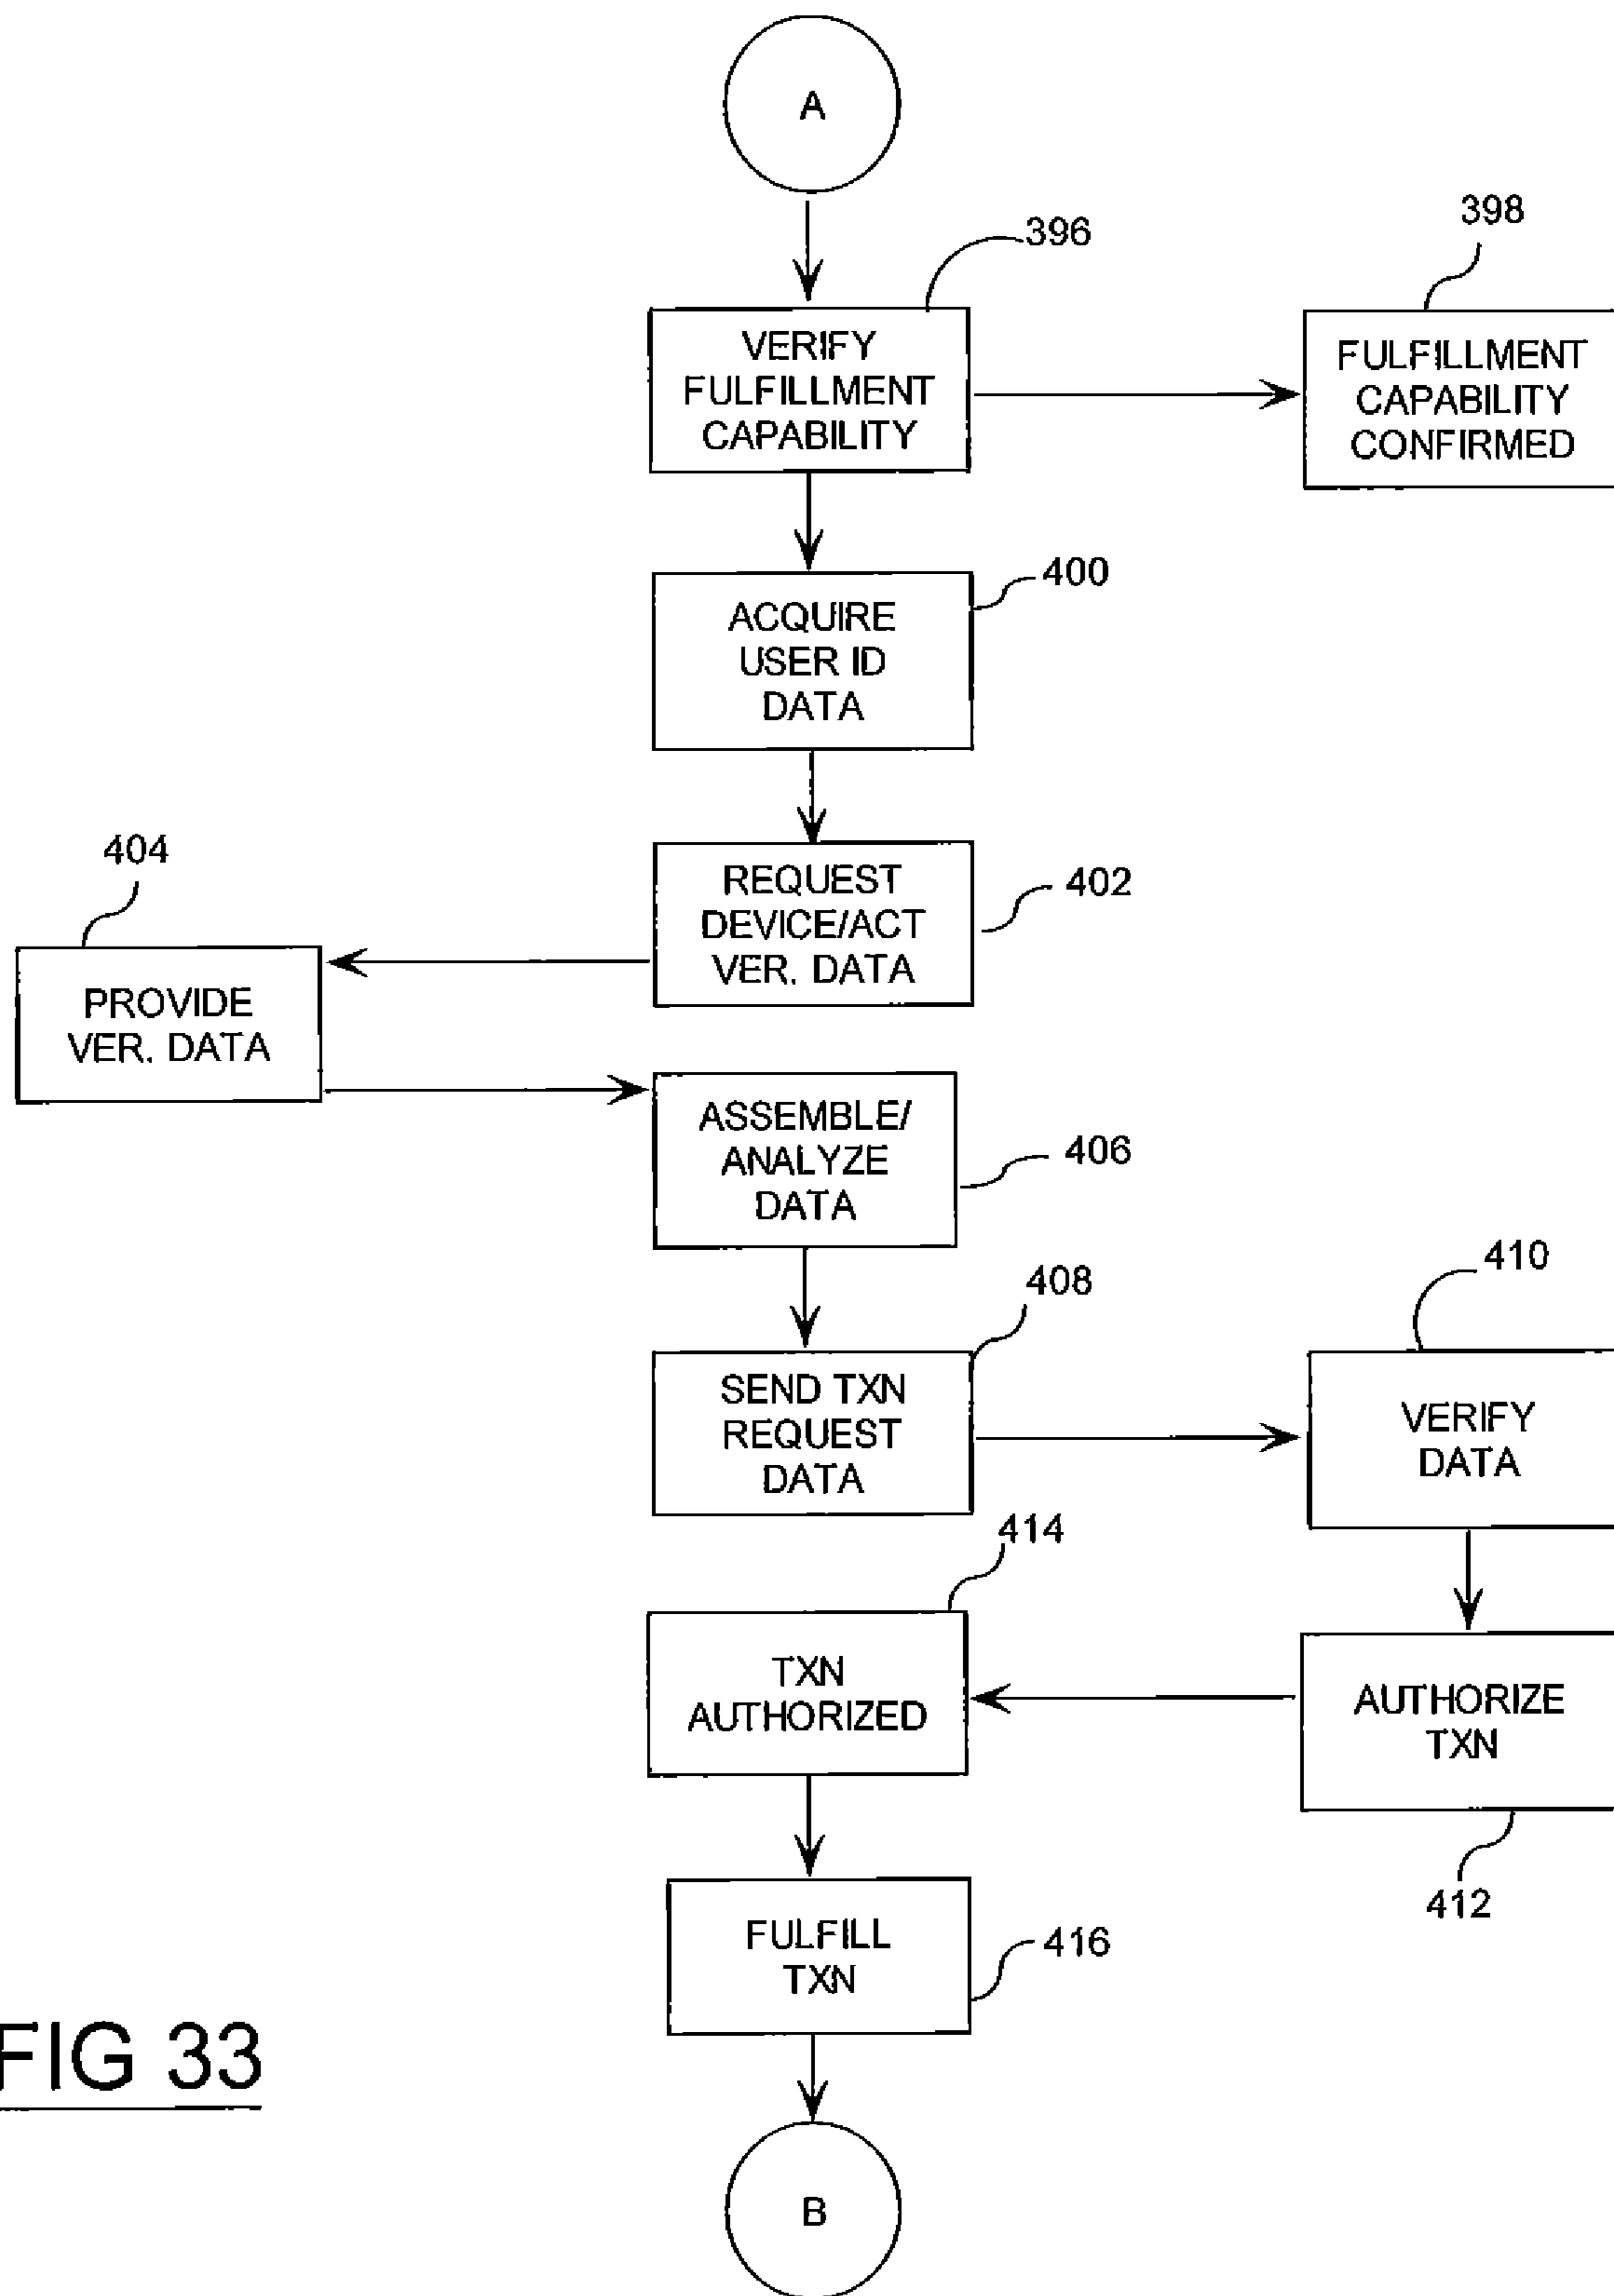 A
396
398
VERIFY
FULFILLMENT
CAPABILITY
FULFILLMENT
CAPABILITY
CONFIRMED
400
ACQUIRE
USER ID
DATA
404
402
REQUEST
DEVICE/ACT
VER. DATA
PROVIDE
VER. DATA
406
ASSEMBLE/
ANALYZE
DATA
408
410
SEND TXN
REQUEST
DATA
VERIFY
DATA
414
TXN
AUTHORIZED
AUTHORIZE
TXN
412
416
FULFILL
TXN
FIG 33
B